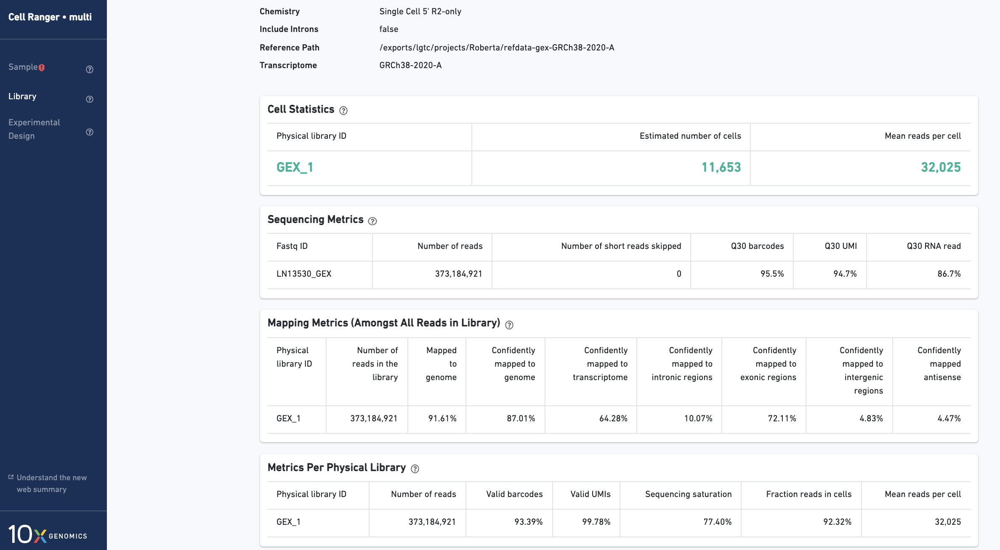 Cell Ranger • multi
Sample
Library
Experimental
Design
Understand the new
web summary
10X GENOMICS
Chemistry Single Cell 5' R2-only
Include Introns false
Reference Path /exports/lgtc/projects/Roberta/refdata-gex-GRCh38-2020-A
Transcriptome GRCh38-2020-A
Cell Statistics ?
Physical library ID Estimated number of cells Mean reads per cell
GEX_1 11,653 32,025
Sequencing Metrics ?
Fastq ID Number of reads Number of short reads skipped Q30 barcodes Q30 UMI Q30 RNA read
LN13530_GEX 373,184,921 0 95.5% 94.7% 86.7%
Mapping Metrics (Amongst All Reads in Library) ?
Physical Number of Mapped Confidently Confidently Confidently Confidently Confidently Confidently
library ID reads in the to mapped to mapped to mapped to mapped to mapped to mapped
library genome genome transcriptome intronic regions exonic regions intergenic antisense
regions
GEX_1 373,184,921 91.61% 87.01% 64.28% 10.07% 72.11% 4.83% 4.47%
Metrics Per Physical Library ?
Physical library ID Number of reads Valid barcodes Valid UMIs Sequencing saturation Fraction reads in cells Mean reads per cell
GEX_1 373,184,921 93.39% 99.78% 77.40% 92.32% 32,025